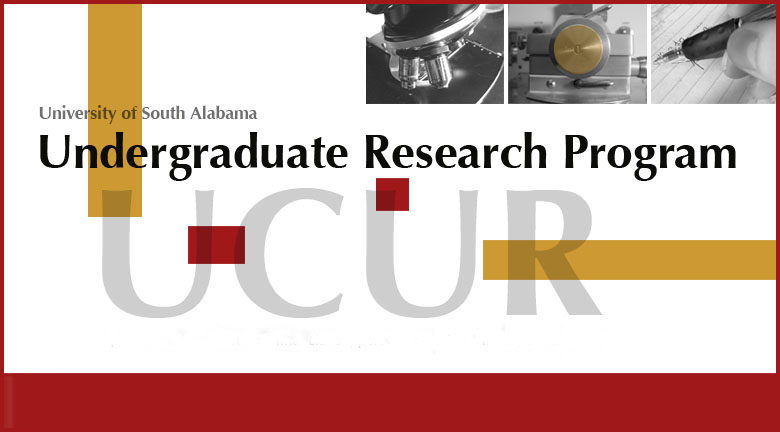 University of South Alabama
Undergraduate Research Program
UCUR